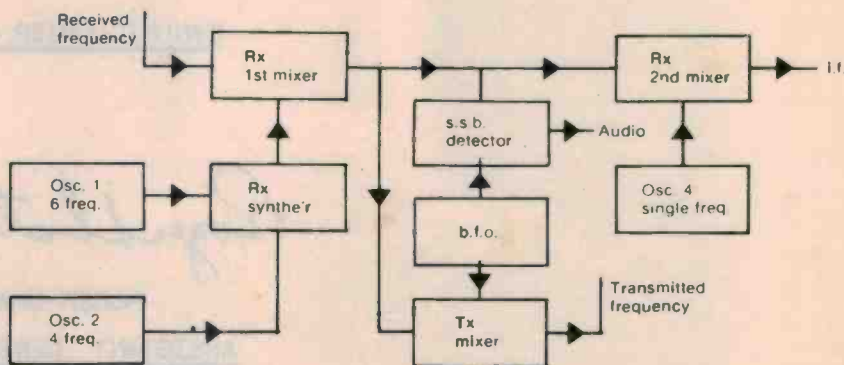 Received
frequency
Rx
1st mixer
Rx
2nd mixer
i.f.
s.s b.
detector
Audio
Osc. 1
6 freq.
Rx
synthe'r
Osc. 4
single freq.
b.f.o.
Transmitted
frequency
Osc. 2
4 freq.
Tx
mixer